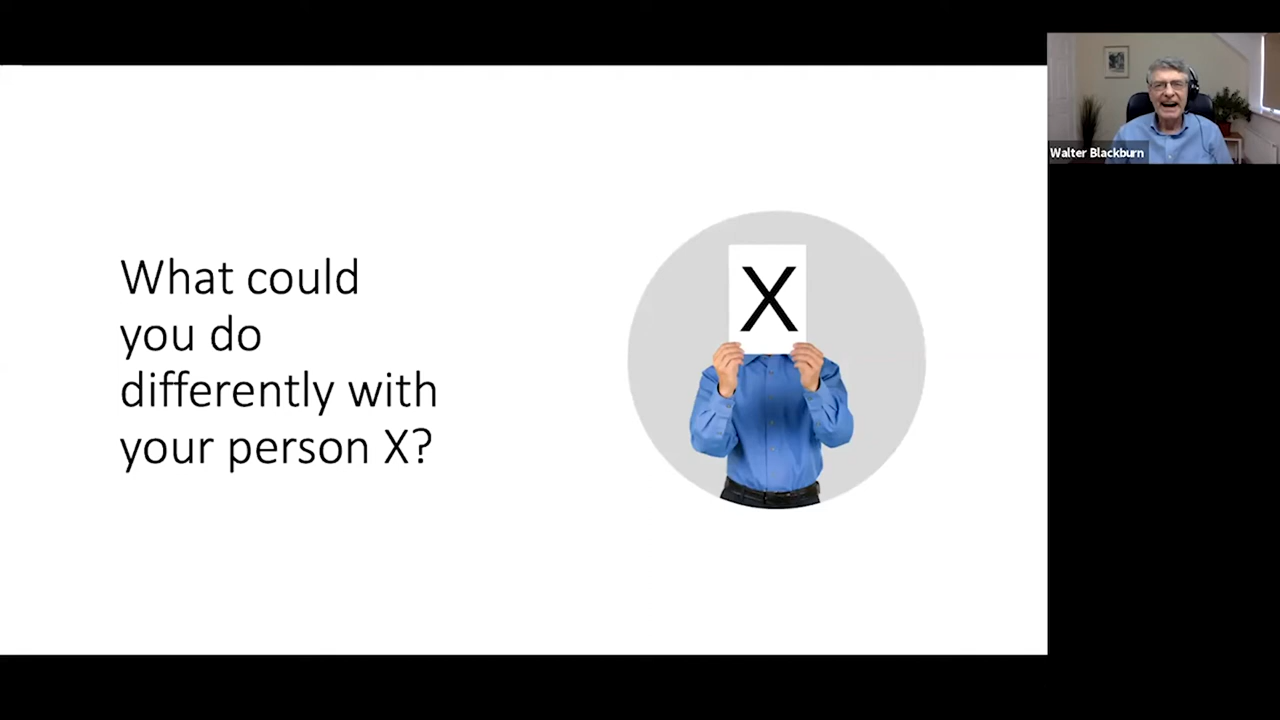 What could
you do
differently with
your person X?
X
Walter Blackburn